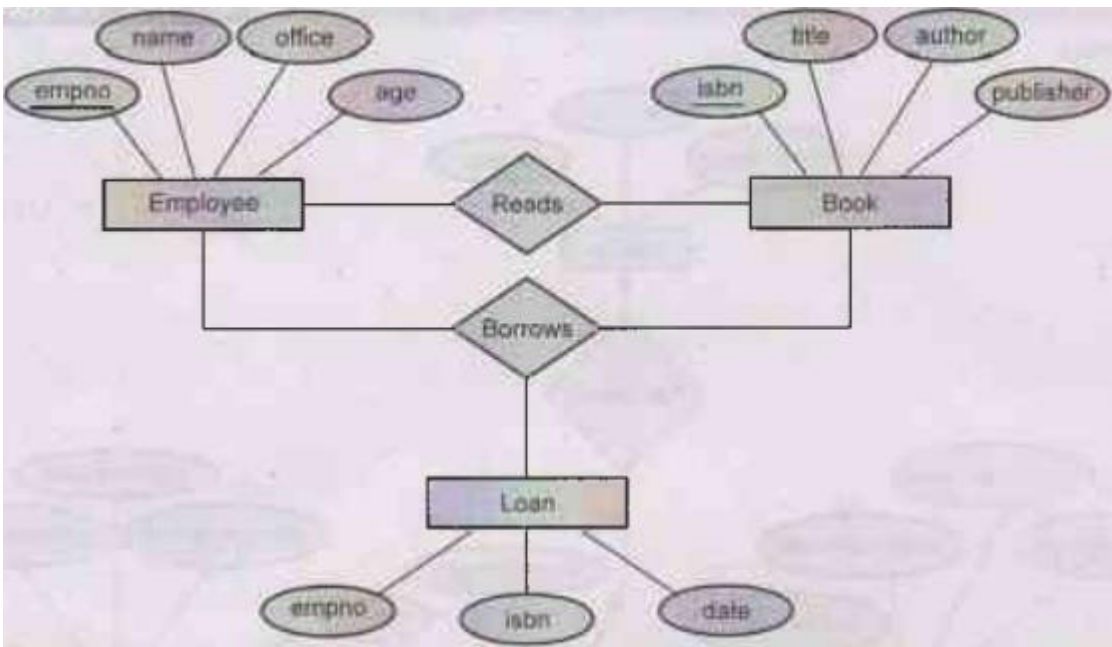 name office
empno age
title author
isbn publisher
Employee Reads Book
Borrows
Loan
empno isbn date